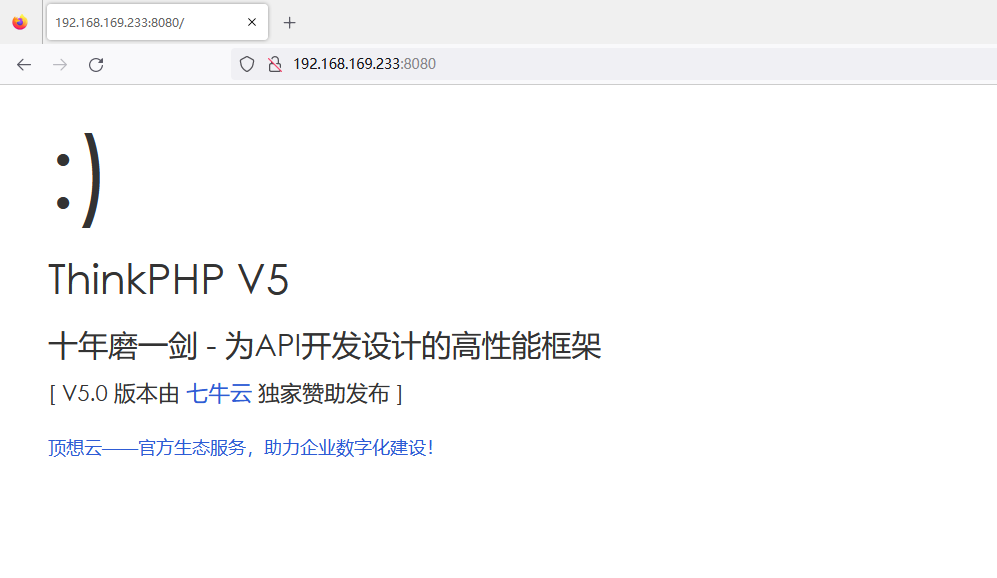 192.168.169.233:8080/
192.168.169.233:8080
:)
ThinkPHP V5
十年磨一剑 - 为API开发设计的高性能框架
[ V5.0 版本由 七牛云 独家赞助发布 ]
顶想云——官方生态服务，助力企业数字化建设！